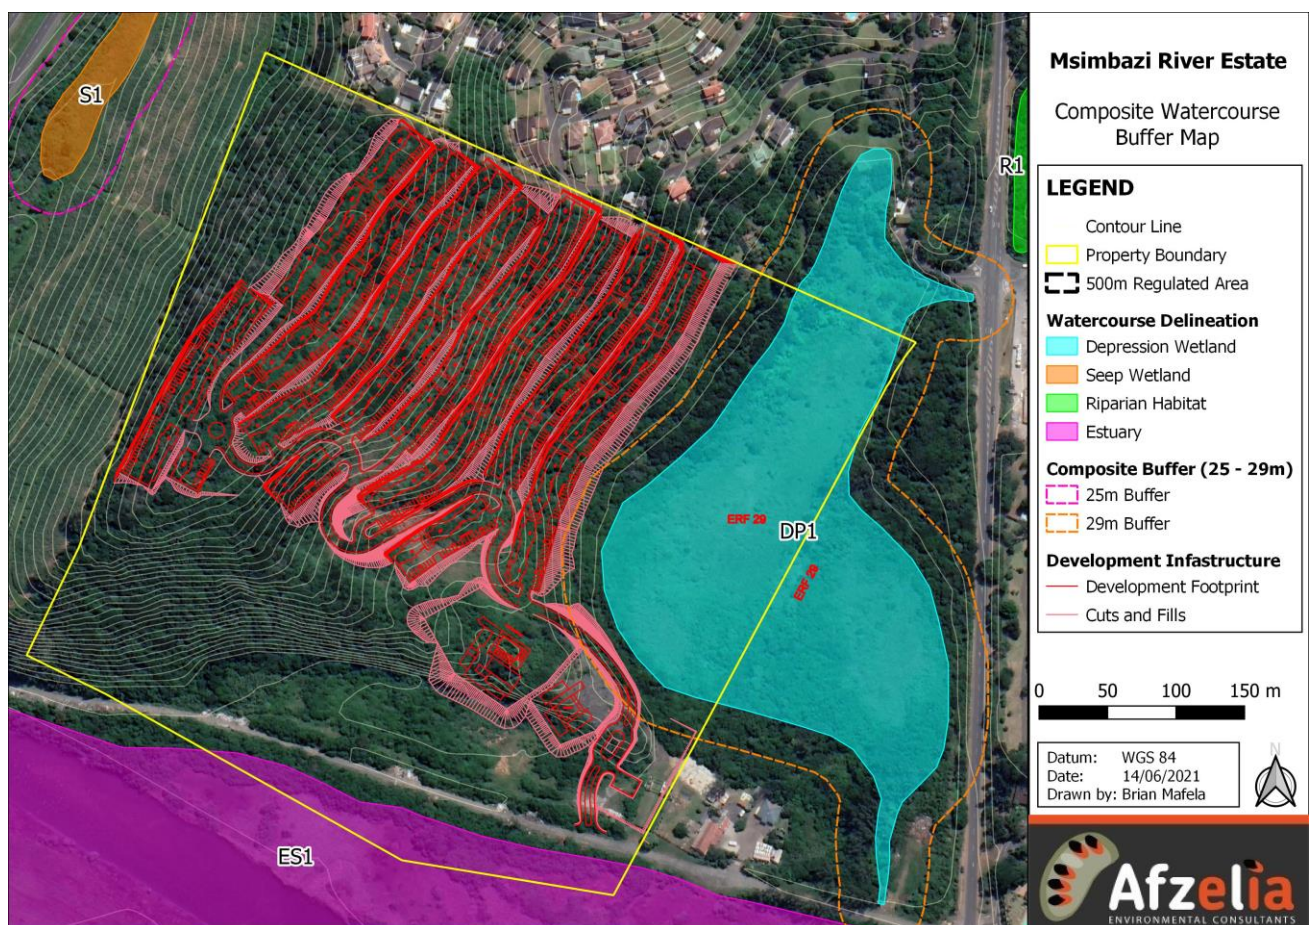 S1
R1
ERF 29
DP1
ERF 29
ES1
Msimbazi River Estate
Composite Watercourse
Buffer Map
LEGEND
Contour Line
Property Boundary
500m Regulated Area
Watercourse Delineation
Depression Wetland
Seep Wetland
Riparian Habitat
Estuary
Composite Buffer (25 - 29m)
25m Buffer
29m Buffer
Development Infastructure
Development Footprint
Cuts and Fills
0 50 100 150 m
Datum: WGS 84
Date: 14/06/2021
Drawn by: Brian Mafela
N
Afzelia
ENVIRONMENTAL CONSULTANTS